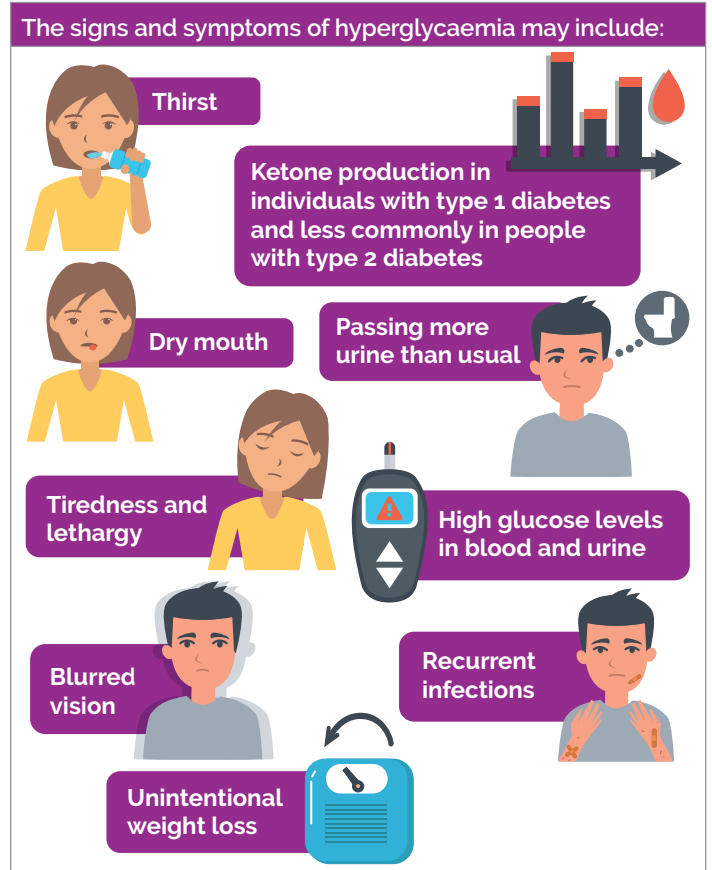 The signs and symptoms of hyperglycaemia may include:
Thirst
Ketone production in
individuals with type 1 diabetes
and less commonly in people
with type 2 diabetes
Dry mouth
Passing more
urine than usual
Tiredness and
lethargy
High glucose levels
in blood and urine
Blurred
vision
Recurrent
infections
Unintentional
weight loss